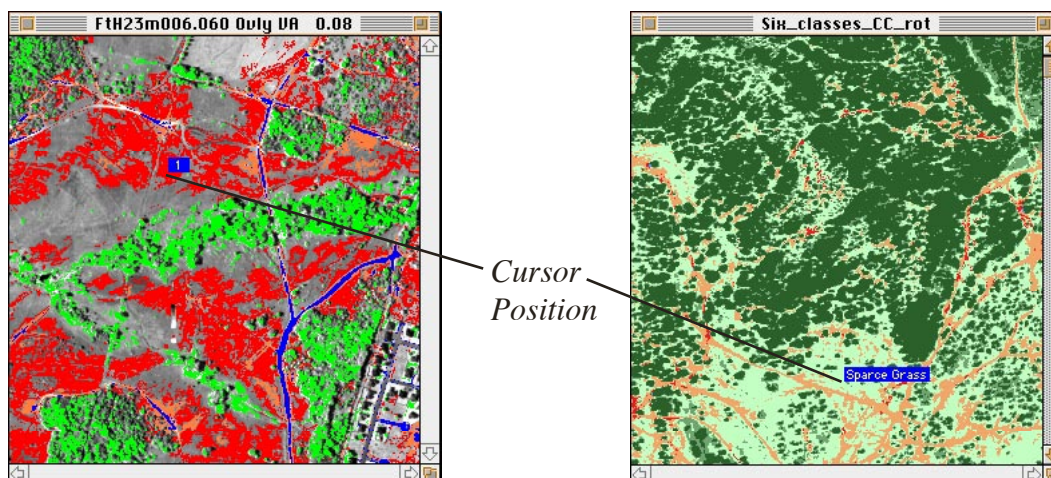 FtH23m006.060 Ovly VA 0.08
Six_classes_CC_rot
1
Cursor
Position
Sparce Grass